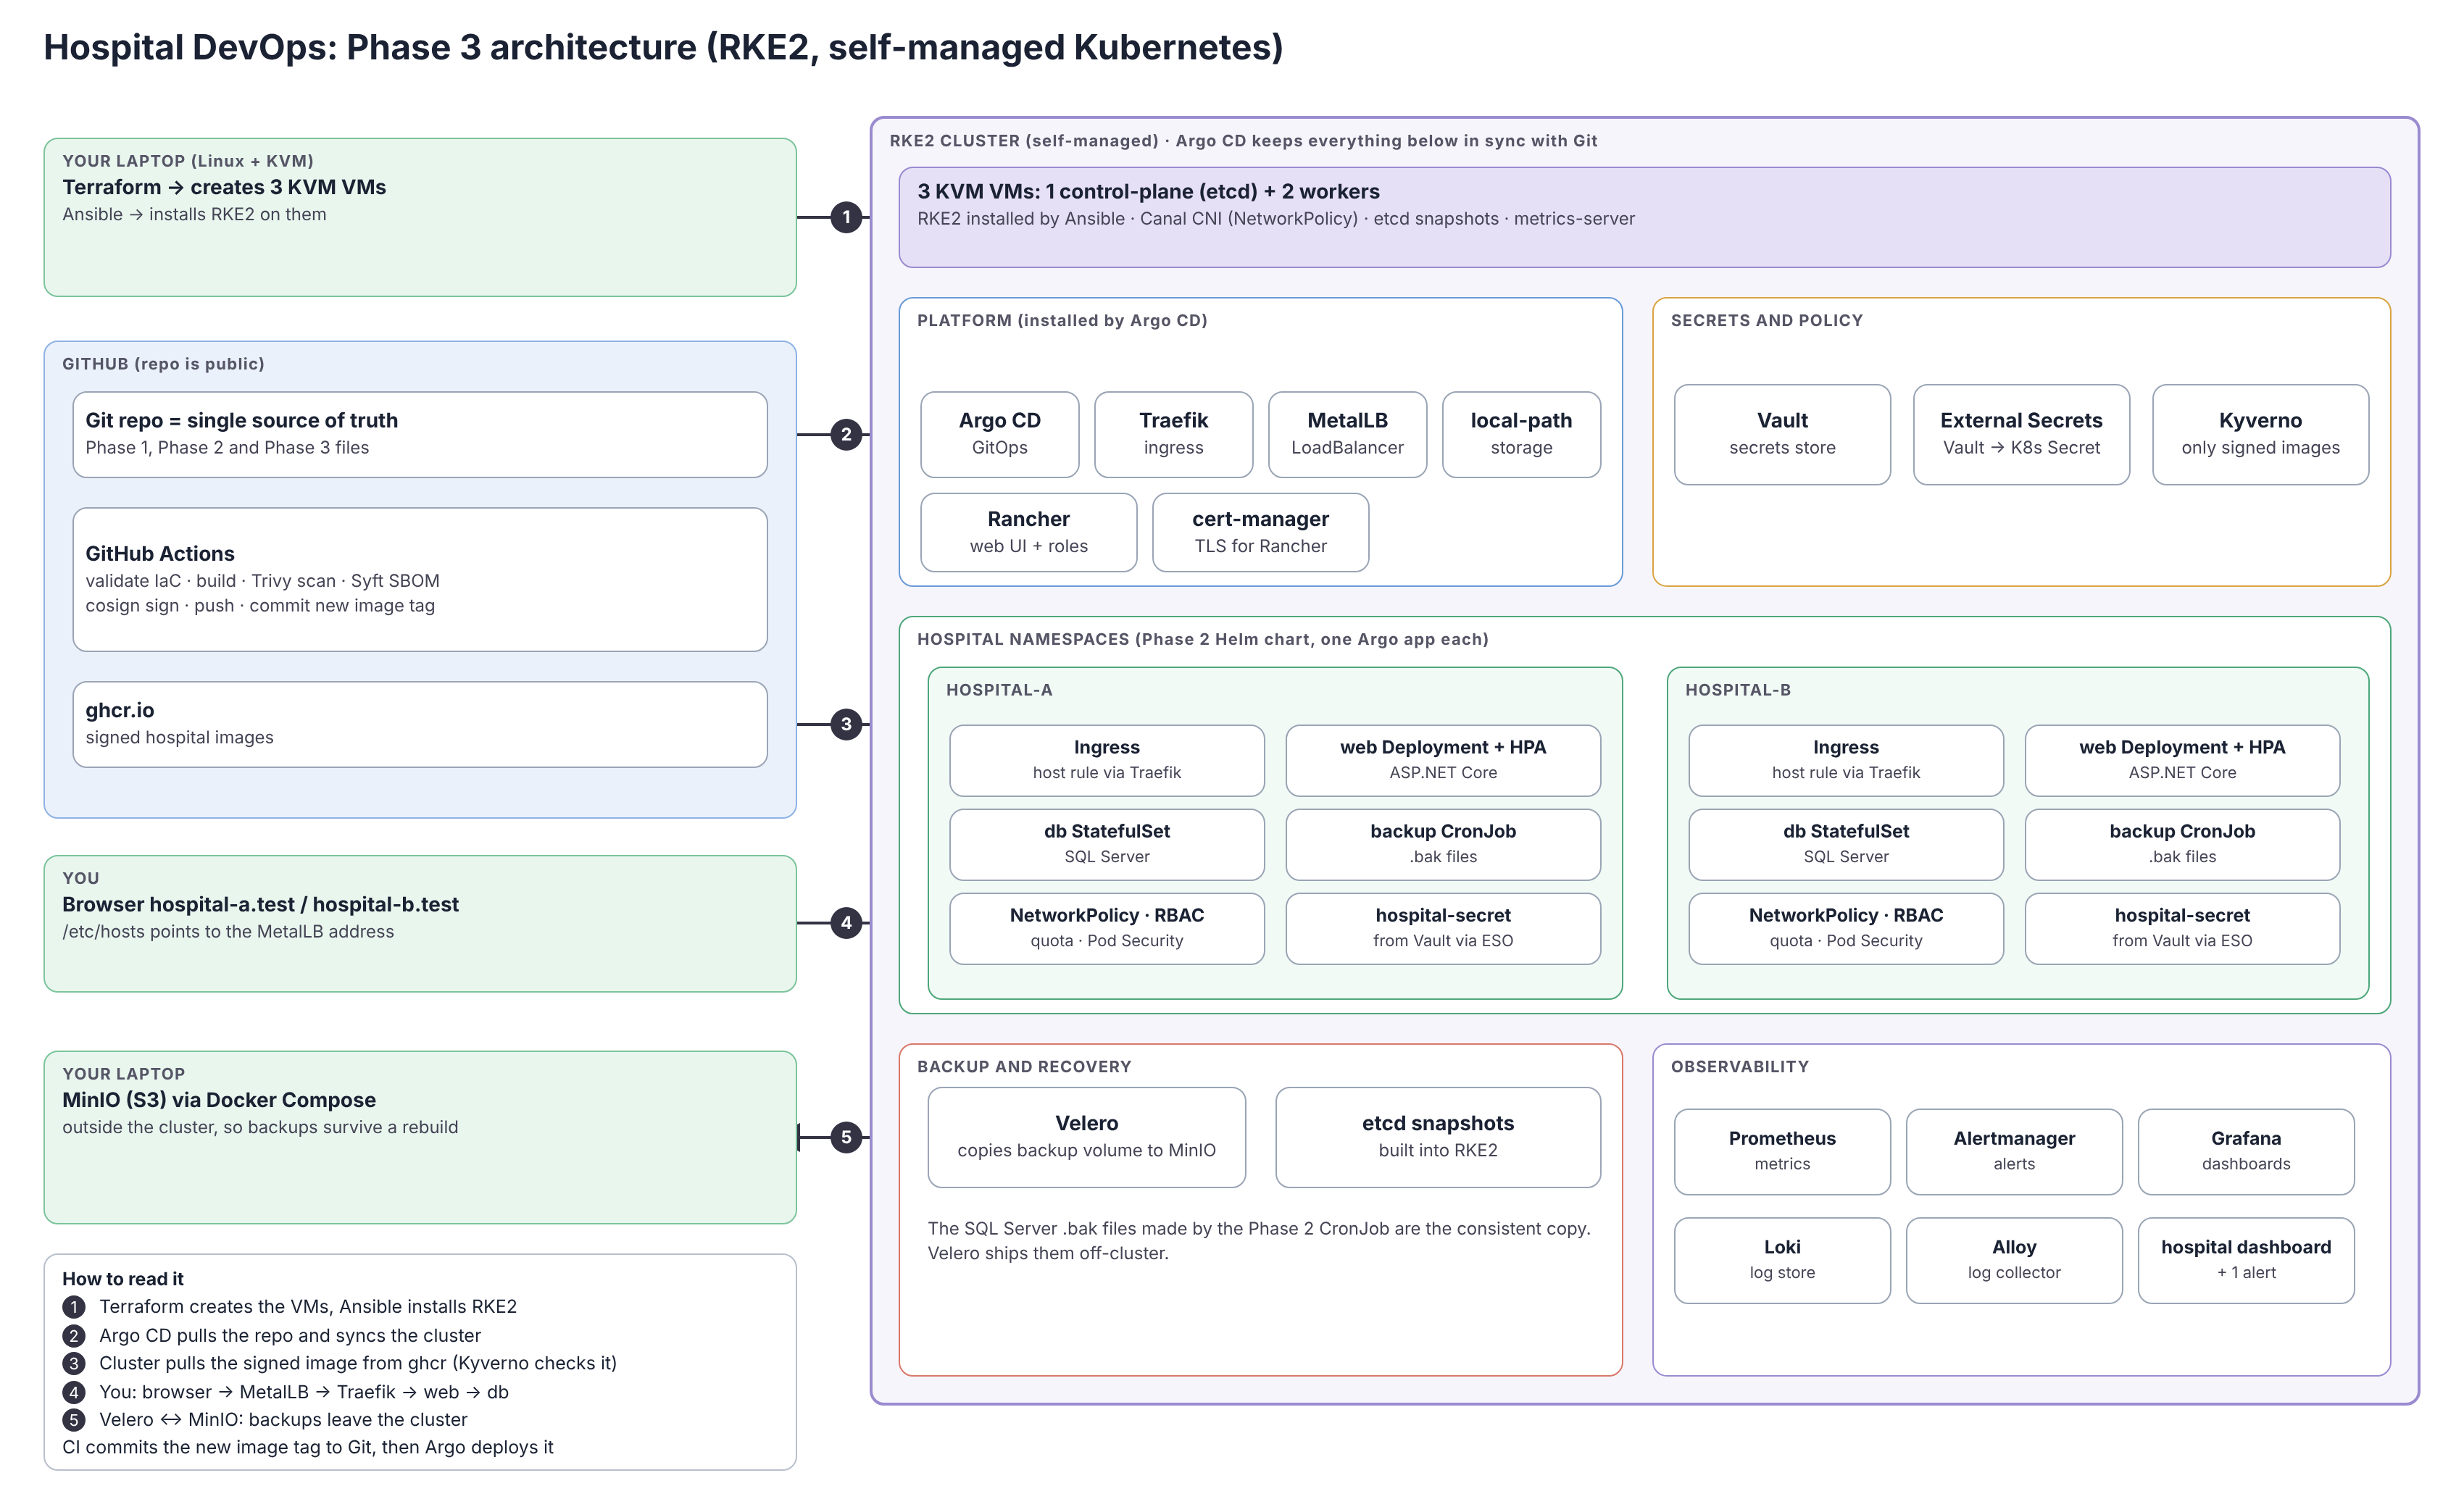 Hospital DevOps: Phase 3 architecture (RKE2, self-managed Kubernetes)
YOUR LAPTOP (Linux + KVM)
Terraform → creates 3 KVM VMs
Ansible → installs RKE2 on them
1
GITHUB (repo is public)
Git repo = single source of truth
Phase 1, Phase 2 and Phase 3 files
2
GitHub Actions
validate IaC · build · Trivy scan · Syft SBOM
cosign sign · push · commit new image tag
ghcr.io
signed hospital images
3
YOU
Browser hospital-a.test / hospital-b.test
/etc/hosts points to the MetalLB address
4
YOUR LAPTOP
MinIO (S3) via Docker Compose
outside the cluster, so backups survive a rebuild
5
How to read it
1 Terraform creates the VMs, Ansible installs RKE2
2 Argo CD pulls the repo and syncs the cluster
3 Cluster pulls the signed image from ghcr (Kyverno checks it)
4 You: browser → MetalLB → Traefik → web → db
5 Velero ↔ MinIO: backups leave the cluster
CI commits the new image tag to Git, then Argo deploys it
RKE2 CLUSTER (self-managed) · Argo CD keeps everything below in sync with Git
3 KVM VMs: 1 control-plane (etcd) + 2 workers
RKE2 installed by Ansible · Canal CNI (NetworkPolicy) · etcd snapshots · metrics-server
PLATFORM (installed by Argo CD)
Argo CD
GitOps
Traefik
ingress
MetalLB
LoadBalancer
local-path
storage
Rancher
web UI + roles
cert-manager
TLS for Rancher
SECRETS AND POLICY
Vault
secrets store
External Secrets
Vault → K8s Secret
Kyverno
only signed images
HOSPITAL NAMESPACES (Phase 2 Helm chart, one Argo app each)
HOSPITAL-A
Ingress
host rule via Traefik
web Deployment + HPA
ASP.NET Core
db StatefulSet
SQL Server
backup CronJob
.bak files
NetworkPolicy · RBAC
quota · Pod Security
hospital-secret
from Vault via ESO
HOSPITAL-B
Ingress
host rule via Traefik
web Deployment + HPA
ASP.NET Core
db StatefulSet
SQL Server
backup CronJob
.bak files
NetworkPolicy · RBAC
quota · Pod Security
hospital-secret
from Vault via ESO
BACKUP AND RECOVERY
Velero
copies backup volume to MinIO
etcd snapshots
built into RKE2
The SQL Server .bak files made by the Phase 2 CronJob are the consistent copy.
Velero ships them off-cluster.
OBSERVABILITY
Prometheus
metrics
Alertmanager
alerts
Grafana
dashboards
Loki
log store
Alloy
log collector
hospital dashboard
+ 1 alert